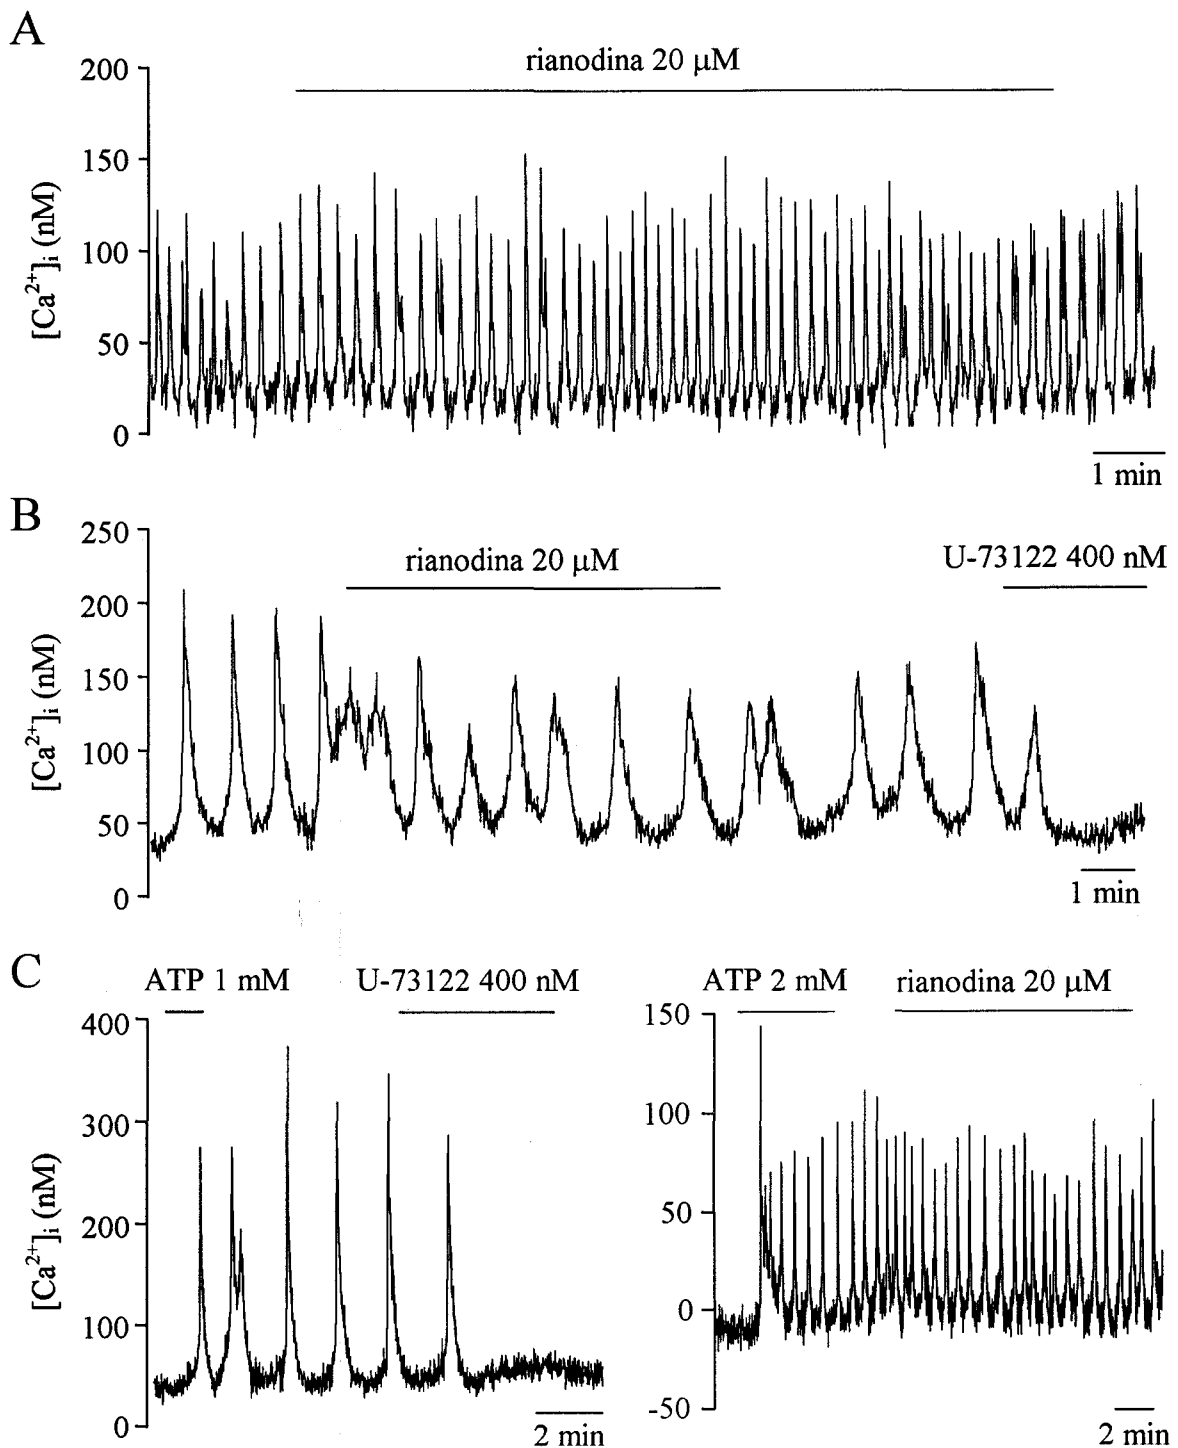 A
rianodina 20 μM
200
150
100
50
0
[Ca²⁺]ᵢ (nM)
1 min
B
rianodina 20 μM
U-73122 400 nM
250
200
150
100
50
0
[Ca²⁺]ᵢ (nM)
1 min
C
ATP 1 mM
U-73122 400 nM
400
300
200
100
0
[Ca²⁺]ᵢ (nM)
2 min
ATP 2 mM
rianodina 20 μM
150
100
50
0
-50
2 min